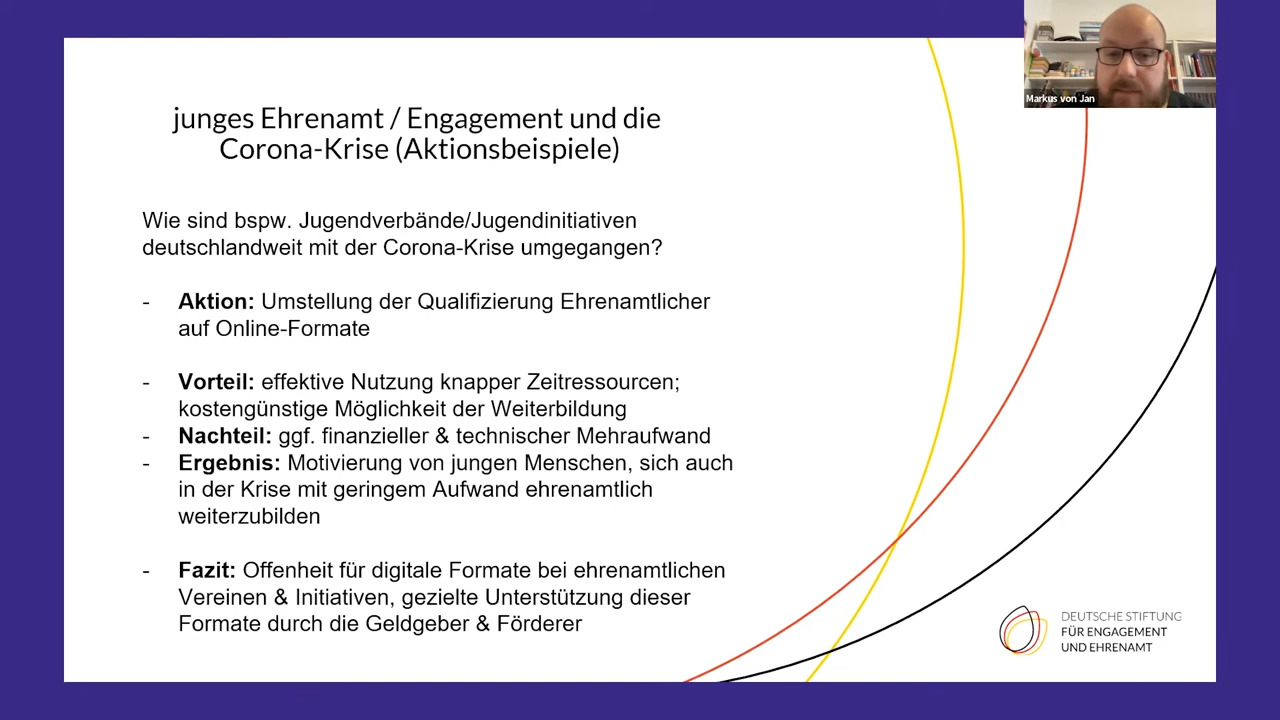 Markus von Jan
junges Ehrenamt / Engagement und die
Corona-Krise (Aktionsbeispiele)
Wie sind bspw. Jugendverbände/Jugendinitiativen
deutschlandweit mit der Corona-Krise umgegangen?
- Aktion: Umstellung der Qualifizierung Ehrenamtlicher
auf Online-Formate
- Vorteil: effektive Nutzung knapper Zeitressourcen;
kostengünstige Möglichkeit der Weiterbildung
- Nachteil: ggf. finanzieller & technischer Mehraufwand
- Ergebnis: Motivierung von jungen Menschen, sich auch
in der Krise mit geringem Aufwand ehrenamtlich
weiterzubilden
- Fazit: Offenheit für digitale Formate bei ehrenamtlichen
Vereinen & Initiativen, gezielte Unterstützung dieser
Formate durch die Geldgeber & Förderer
DEUTSCHE STIFTUNG
FÜR ENGAGEMENT
UND EHRENAMT